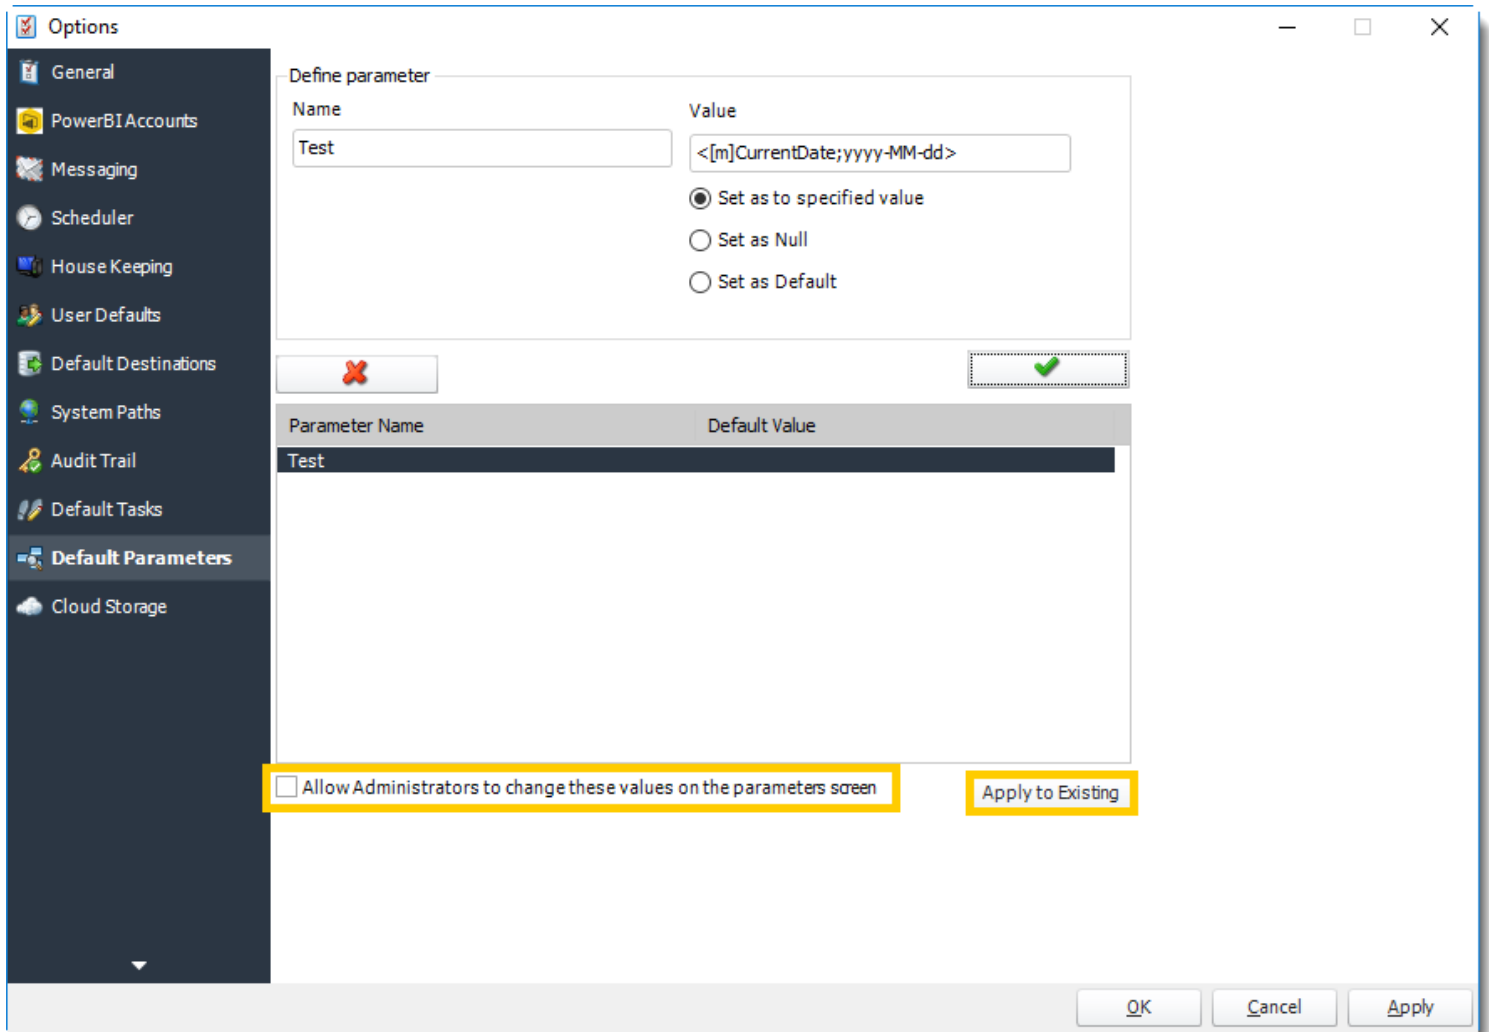 Options
General
PowerBI Accounts
Messaging
Scheduler
House Keeping
User Defaults
Default Destinations
System Paths
Audit Trail
Default Tasks
Default Parameters
Cloud Storage
Define parameter
Name
Value
Test
<[m]CurrentDate;yyyy-MM-dd>
Set as to specified value
Set as Null
Set as Default
Parameter Name Default Value
Test
Allow Administrators to change these values on the parameters screen
Apply to Existing
OK Cancel Apply